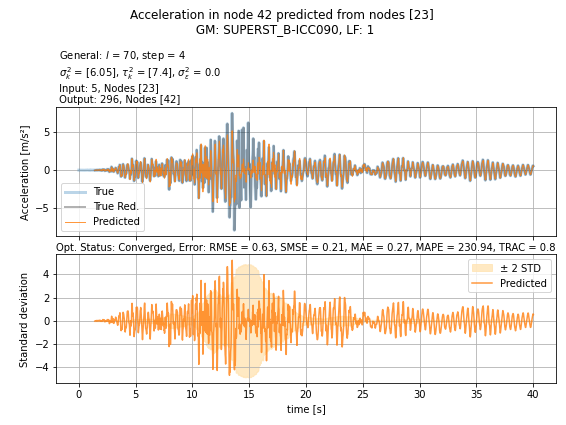 Acceleration in node 42 predicted from nodes [23]
GM: SUPERST_B-ICC090, LF: 1
General: l = 70, step = 4
σ²ₖ = [6.05], τ²ₖ = [7.4], σ²ₑ = 0.0
Input: 5, Nodes [23]
Output: 296, Nodes [42]
Acceleration [m/s²]
5
0
−5
True
True Red.
Predicted
Opt. Status: Converged, Error: RMSE = 0.63, SMSE = 0.21, MAE = 0.27, MAPE = 230.94, TRAC = 0.8
Standard deviation
4
2
0
−2
−4
± 2 STD
Predicted
0 5 10 15 20 25 30 35 40
time [s]